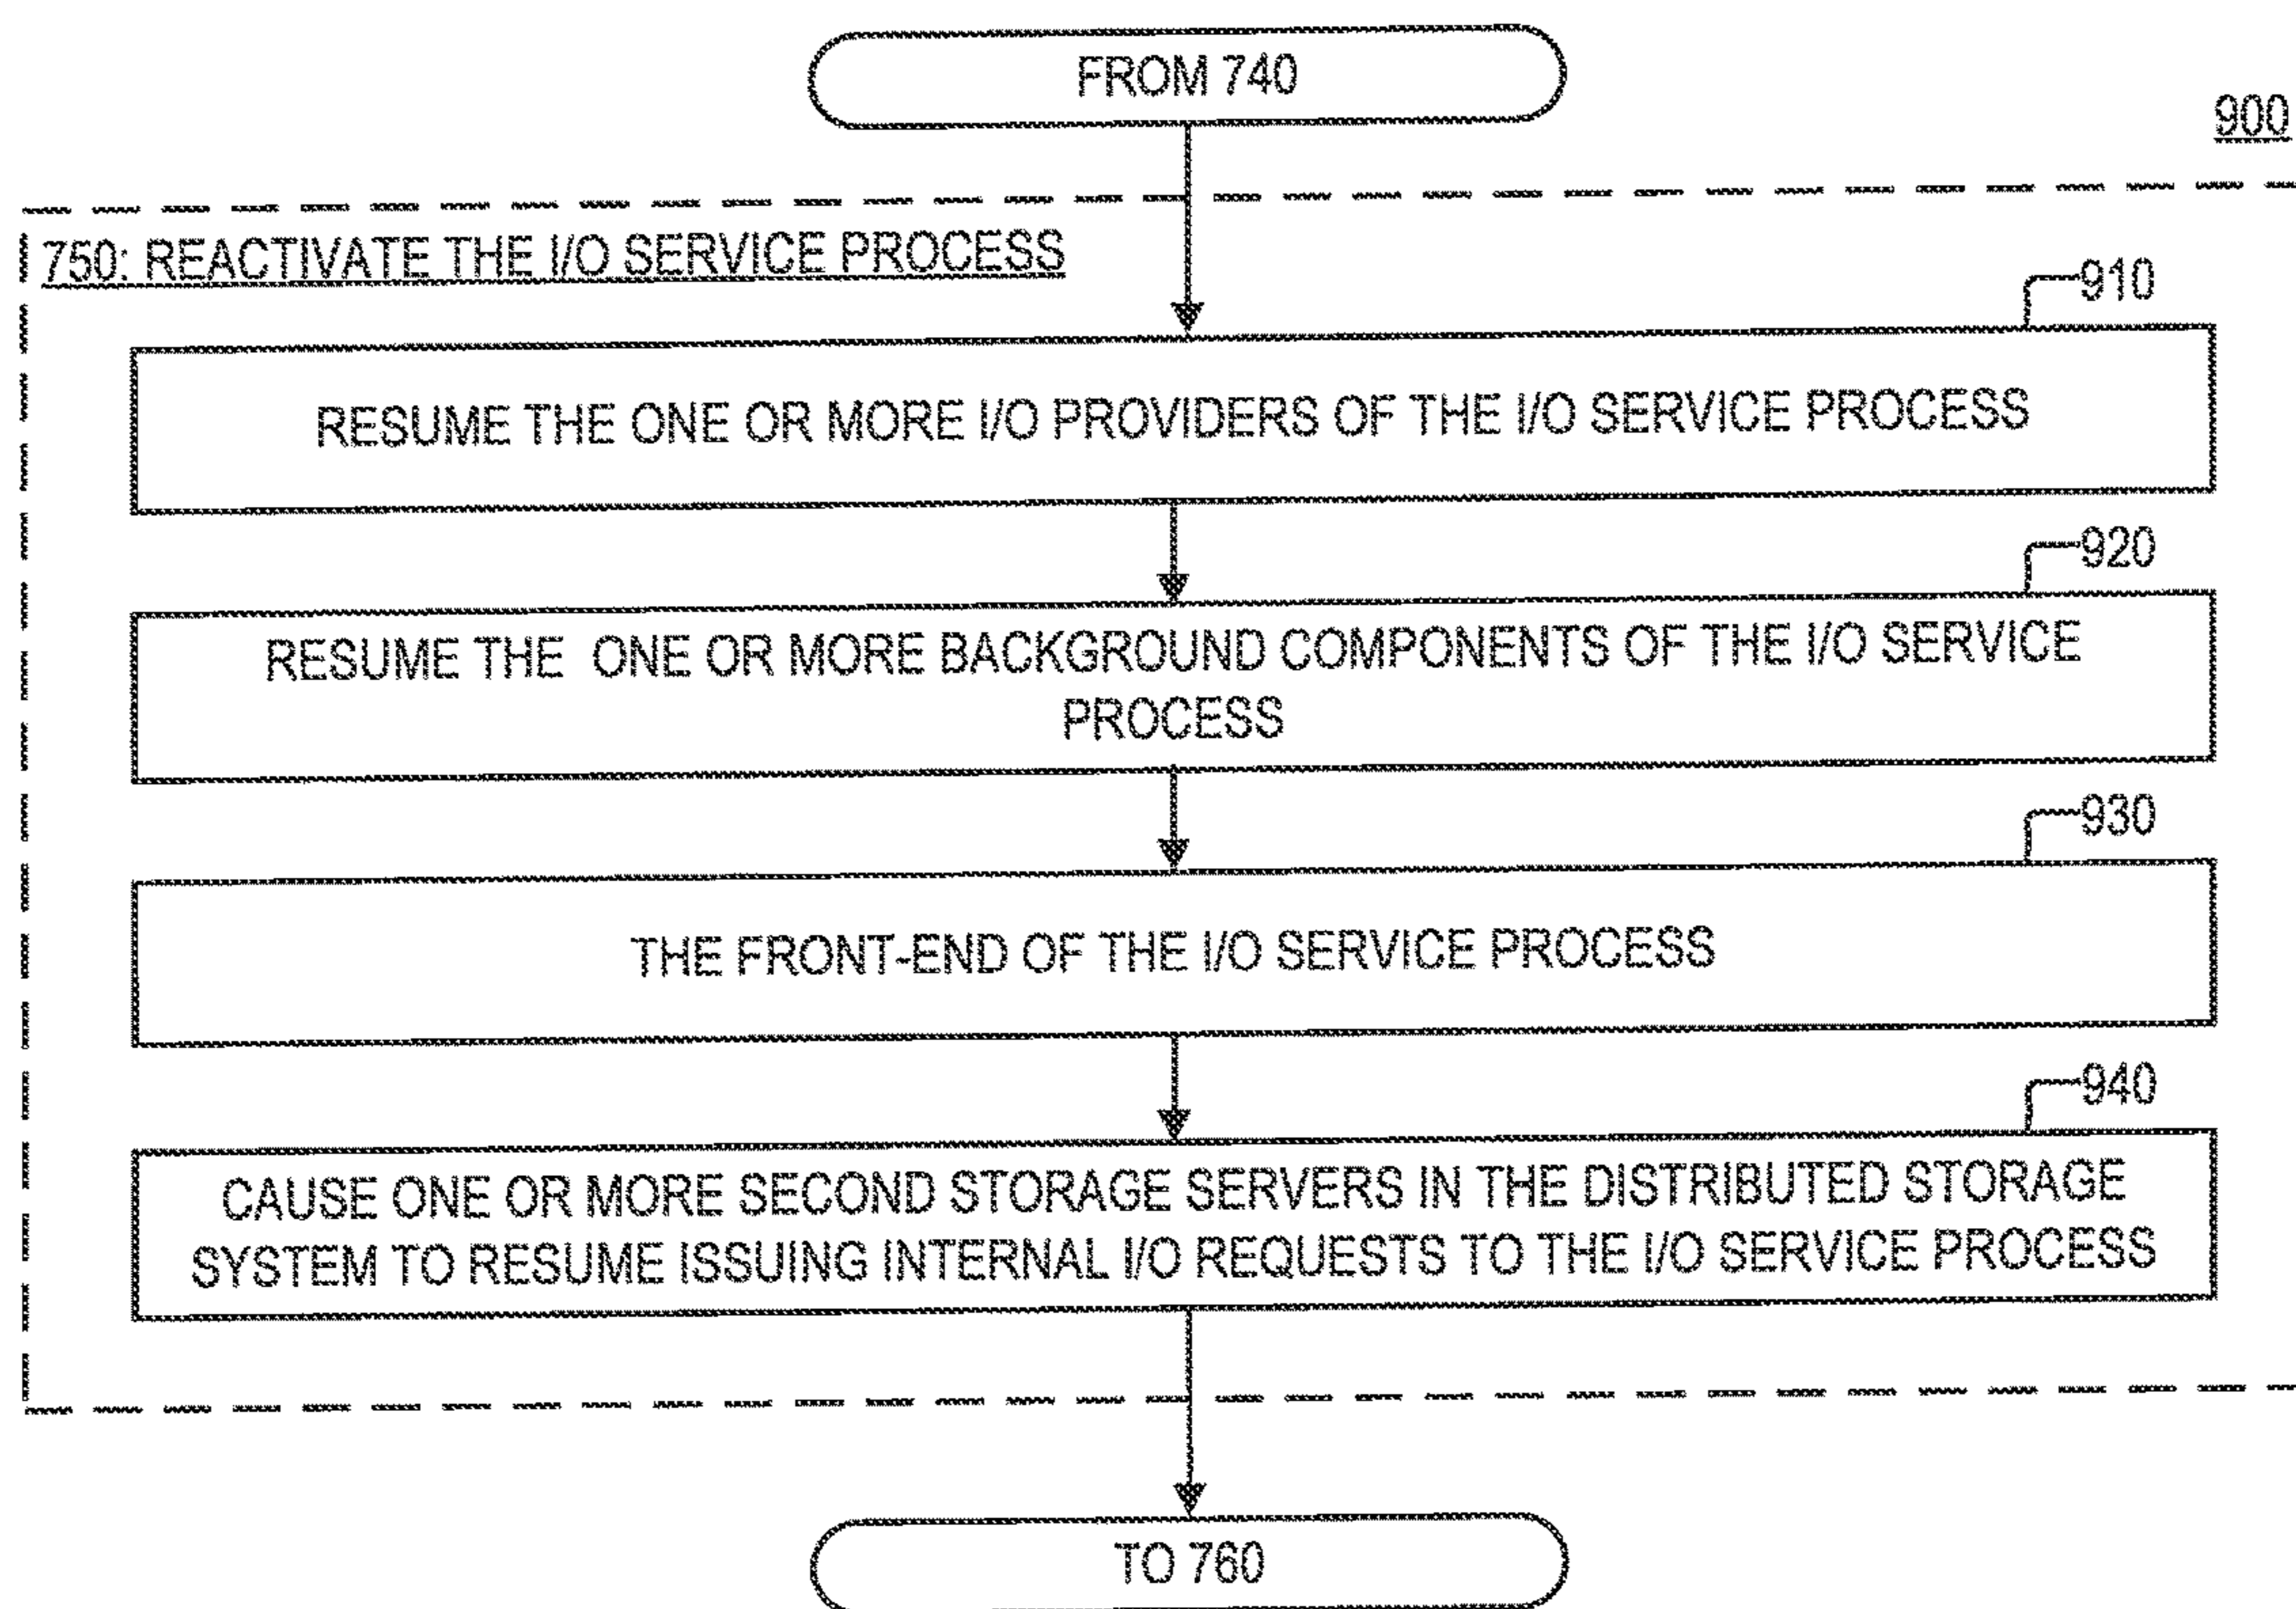 FROM 740
900
750: REACTIVATE THE I/O SERVICE PROCESS
910
RESUME THE ONE OR MORE I/O PROVIDERS OF THE I/O SERVICE PROCESS
920
RESUME THE ONE OR MORE BACKGROUND COMPONENTS OF THE I/O SERVICE
PROCESS
930
THE FRONT-END OF THE I/O SERVICE PROCESS
940
CAUSE ONE OR MORE SECOND STORAGE SERVERS IN THE DISTRIBUTED STORAGE
SYSTEM TO RESUME ISSUING INTERNAL I/O REQUESTS TO THE I/O SERVICE PROCESS
TO 760